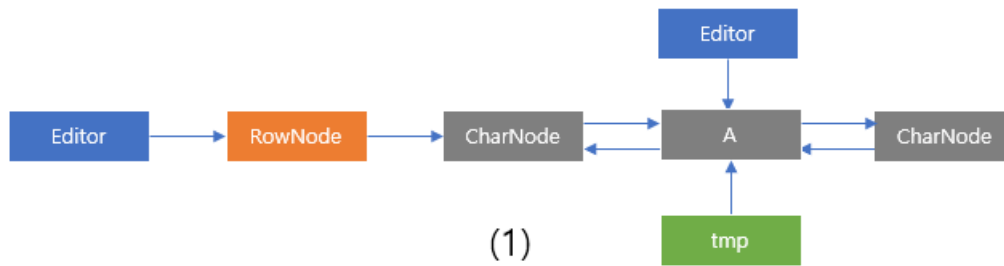 Editor
Editor
RowNode
CharNode
A
CharNode
(1)
tmp